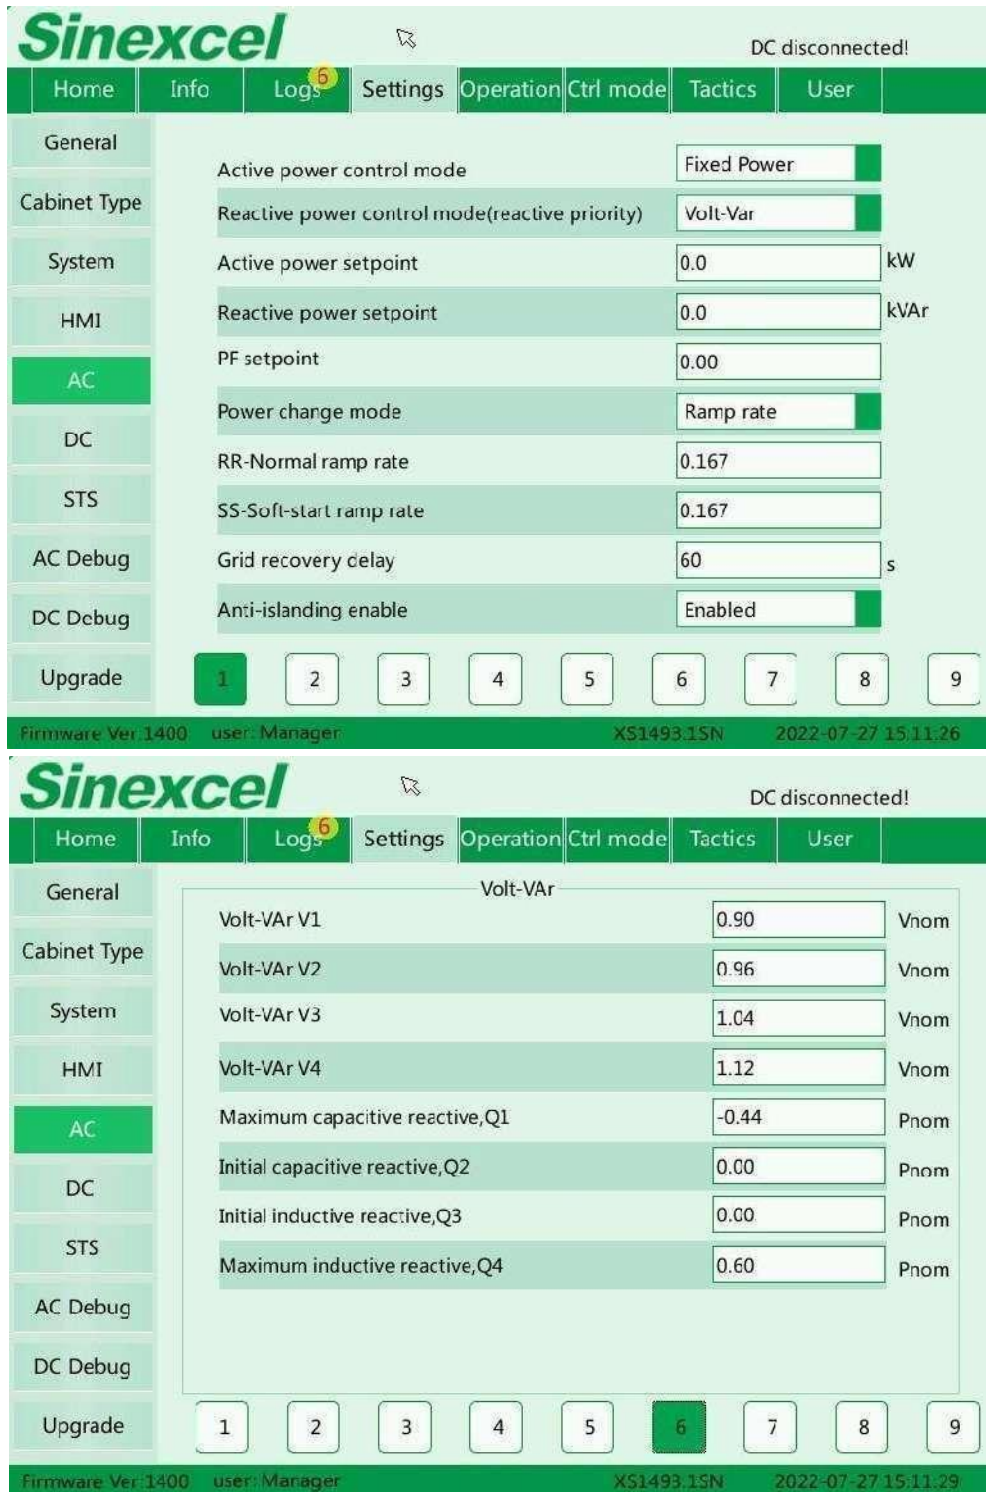 Sinexcel
DC disconnected!
Home Info Logs 6 Settings Operation Ctrl mode Tactics User
General
Cabinet Type
System
HMI
AC
DC
STS
AC Debug
DC Debug
Upgrade
Active power control mode Fixed Power
Reactive power control mode(reactive priority) Volt-Var
Active power setpoint 0.0 kW
Reactive power setpoint 0.0 kVAr
PF setpoint 0.00
Power change mode Ramp rate
RR-Normal ramp rate 0.167
SS-Soft-start ramp rate 0.167
Grid recovery delay 60 s
Anti-islanding enable Enabled
1 2 3 4 5 6 7 8 9
Firmware Ver:1400 user: Manager XS1493.1SN 2022-07-27 15:11:26
Sinexcel
DC disconnected!
Home Info Logs 6 Settings Operation Ctrl mode Tactics User
General
Cabinet Type
System
HMI
AC
DC
STS
AC Debug
DC Debug
Upgrade
Volt-VAr
Volt-VAr V1 0.90 Vnom
Volt-VAr V2 0.96 Vnom
Volt-VAr V3 1.04 Vnom
Volt-VAr V4 1.12 Vnom
Maximum capacitive reactive,Q1 -0.44 Pnom
Initial capacitive reactive,Q2 0.00 Pnom
Initial inductive reactive,Q3 0.00 Pnom
Maximum inductive reactive,Q4 0.60 Pnom
1 2 3 4 5 6 7 8 9
Firmware Ver:1400 user: Manager XS1493.1SN 2022-07-27 15:11:29